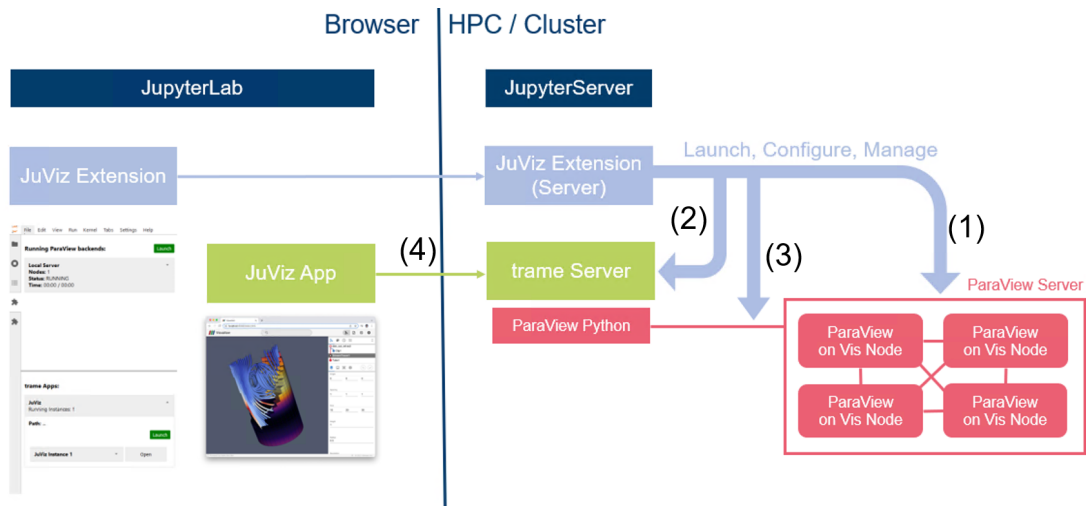 Browser
HPC / Cluster
JupyterLab
JupyterServer
JuViz Extension
JuViz Extension
(Server)
Launch, Configure, Manage
(1)
(2)
(3)
(4)
JuViz App
trame Server
ParaView Python
ParaView Server
ParaView
on Vis Node
ParaView
on Vis Node
ParaView
on Vis Node
ParaView
on Vis Node
File Edit View Run Kernel Tabs Settings Help
Running ParaView backends:
Launch
Local Server
Nodes: 1
Status: RUNNING
Time: 00:00 / 00:00
trame Apps:
JuViz
Running Instances: 1
Path: ..
Launch
JuViz Instance 1
Open